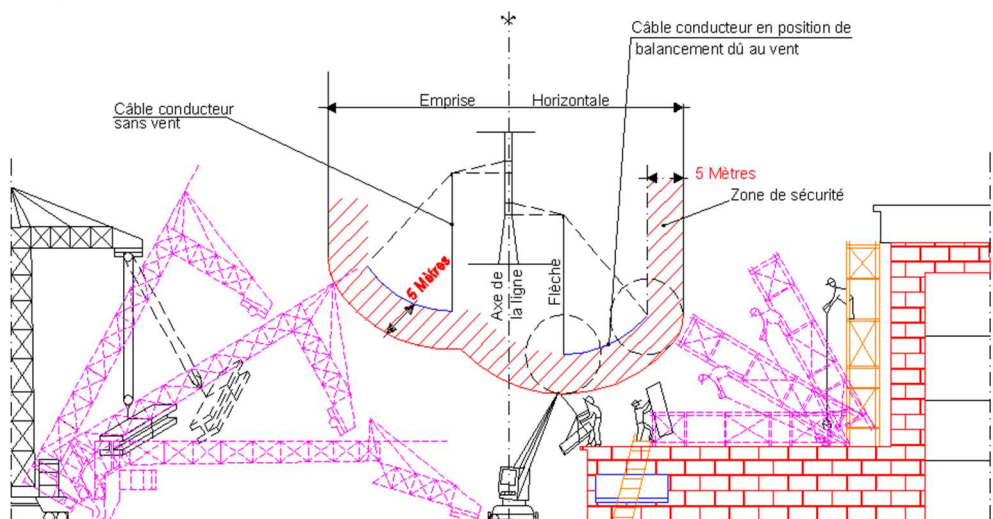 Câble conducteur en position de
balancement dû au vent
Emprise Horizontale
Câble conducteur
sans vent
5 Mètres
Zone de sécurité
5 Mètres
Axe de
la ligne
Flèche